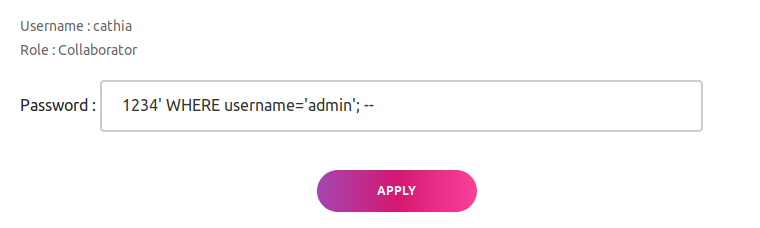 Username : cathia
Role : Collaborator
Password : 1234' WHERE username='admin'; --
APPLY